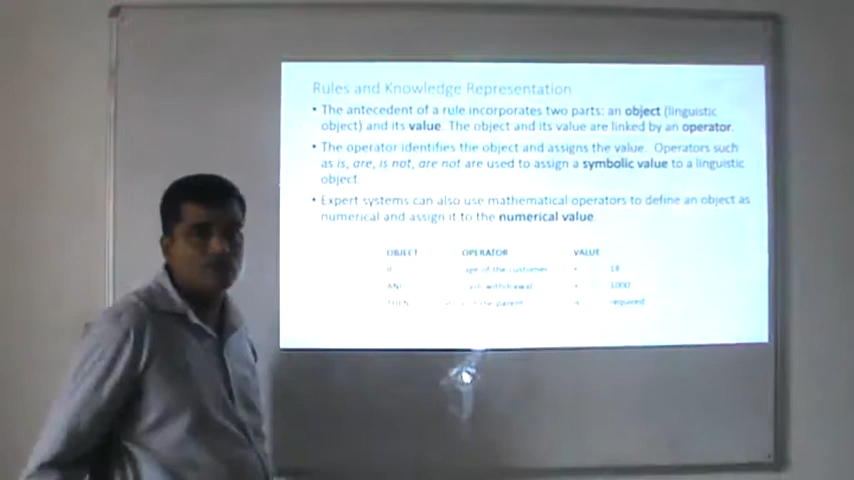 Rules and Knowledge Representation
• The antecedent of a rule incorporates two parts: an object (linguistic
object) and its value. The object and its value are linked by an operator.
• The operator identifies the object and assigns the value. Operators such
as is, are, is not, are not are used to assign a symbolic value to a linguistic
object.
• Expert systems can also use mathematical operators to define an object as
numerical and assign it to the numerical value.
OBJECT OPERATOR VALUE
age of the customer 18
withdrawal 1000
THEN the parent required